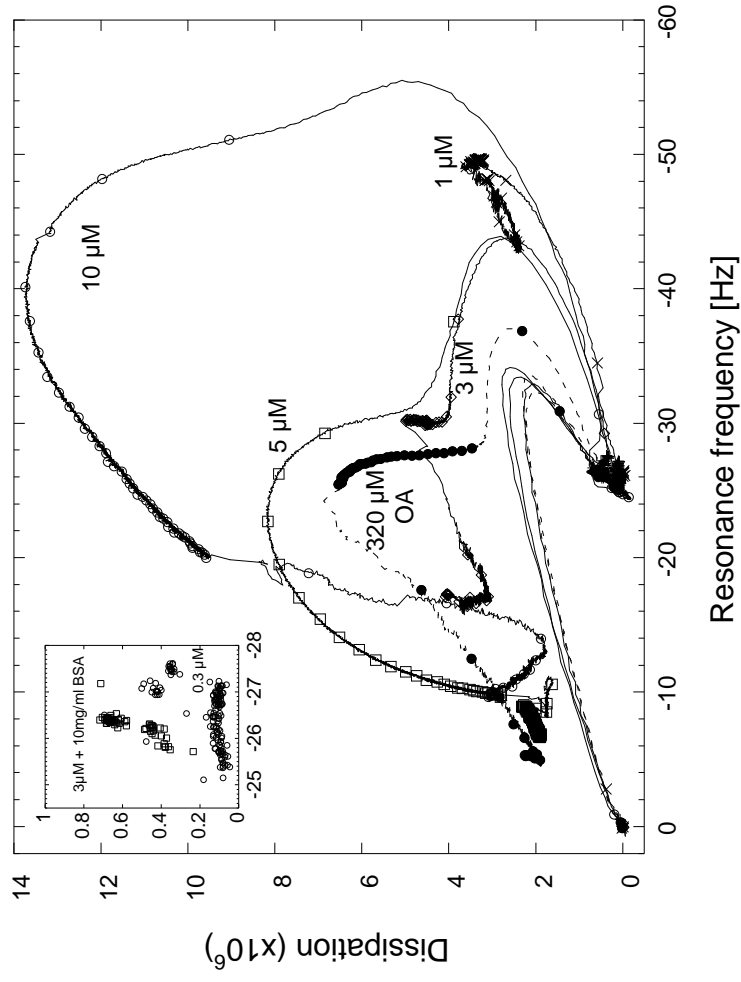 14
12
10
8
6
4
2
0
Dissipation (x10⁶)
0
-10
-20
-30
-40
-50
-60
Resonance frequency [Hz]
10 µM
5 µM
3 µM
1 µM
320 µM
OA
1
0.8
0.6
0.4
0.2
0
-25
-26
-27
-28
3µM + 10mg/ml BSA
0.3 µM